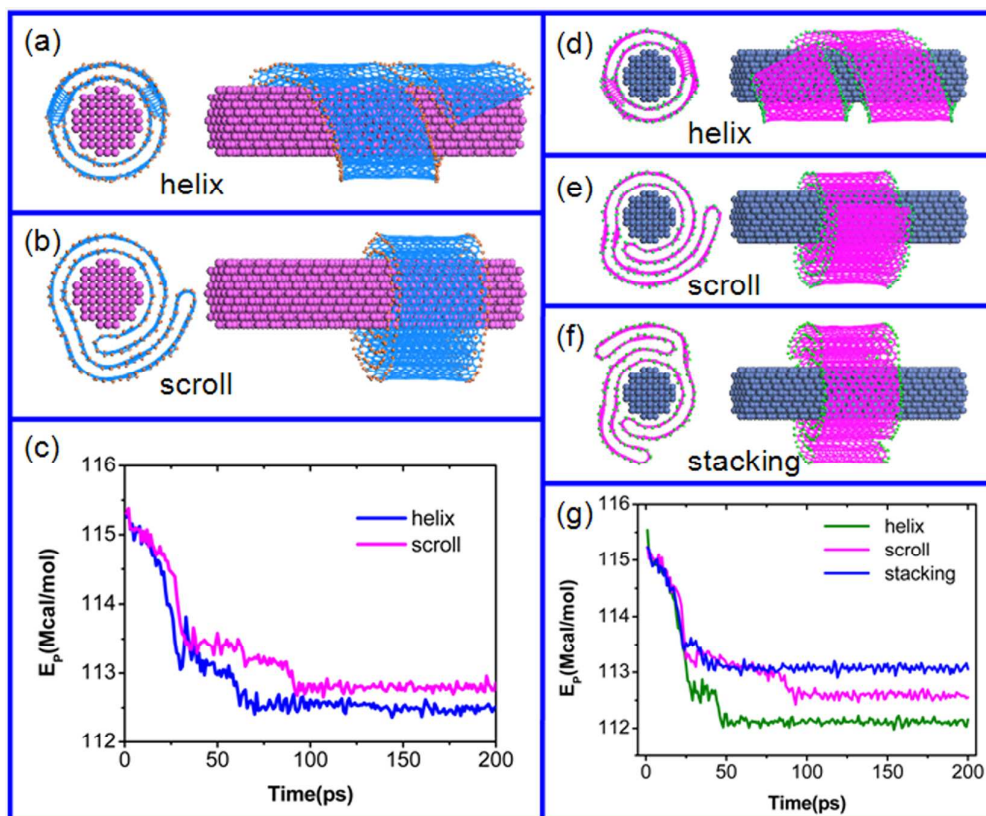 (a)
helix
(b)
scroll
(c)
116
115
114
113
112
E_P(Mcal/mol)
helix
scroll
0 50 100 150 200
Time(ps)
(d)
helix
(e)
scroll
(f)
stacking
(g)
116
115
114
113
112
E_P(Mcal/mol)
helix
scroll
stacking
0 50 100 150 200
Time(ps)